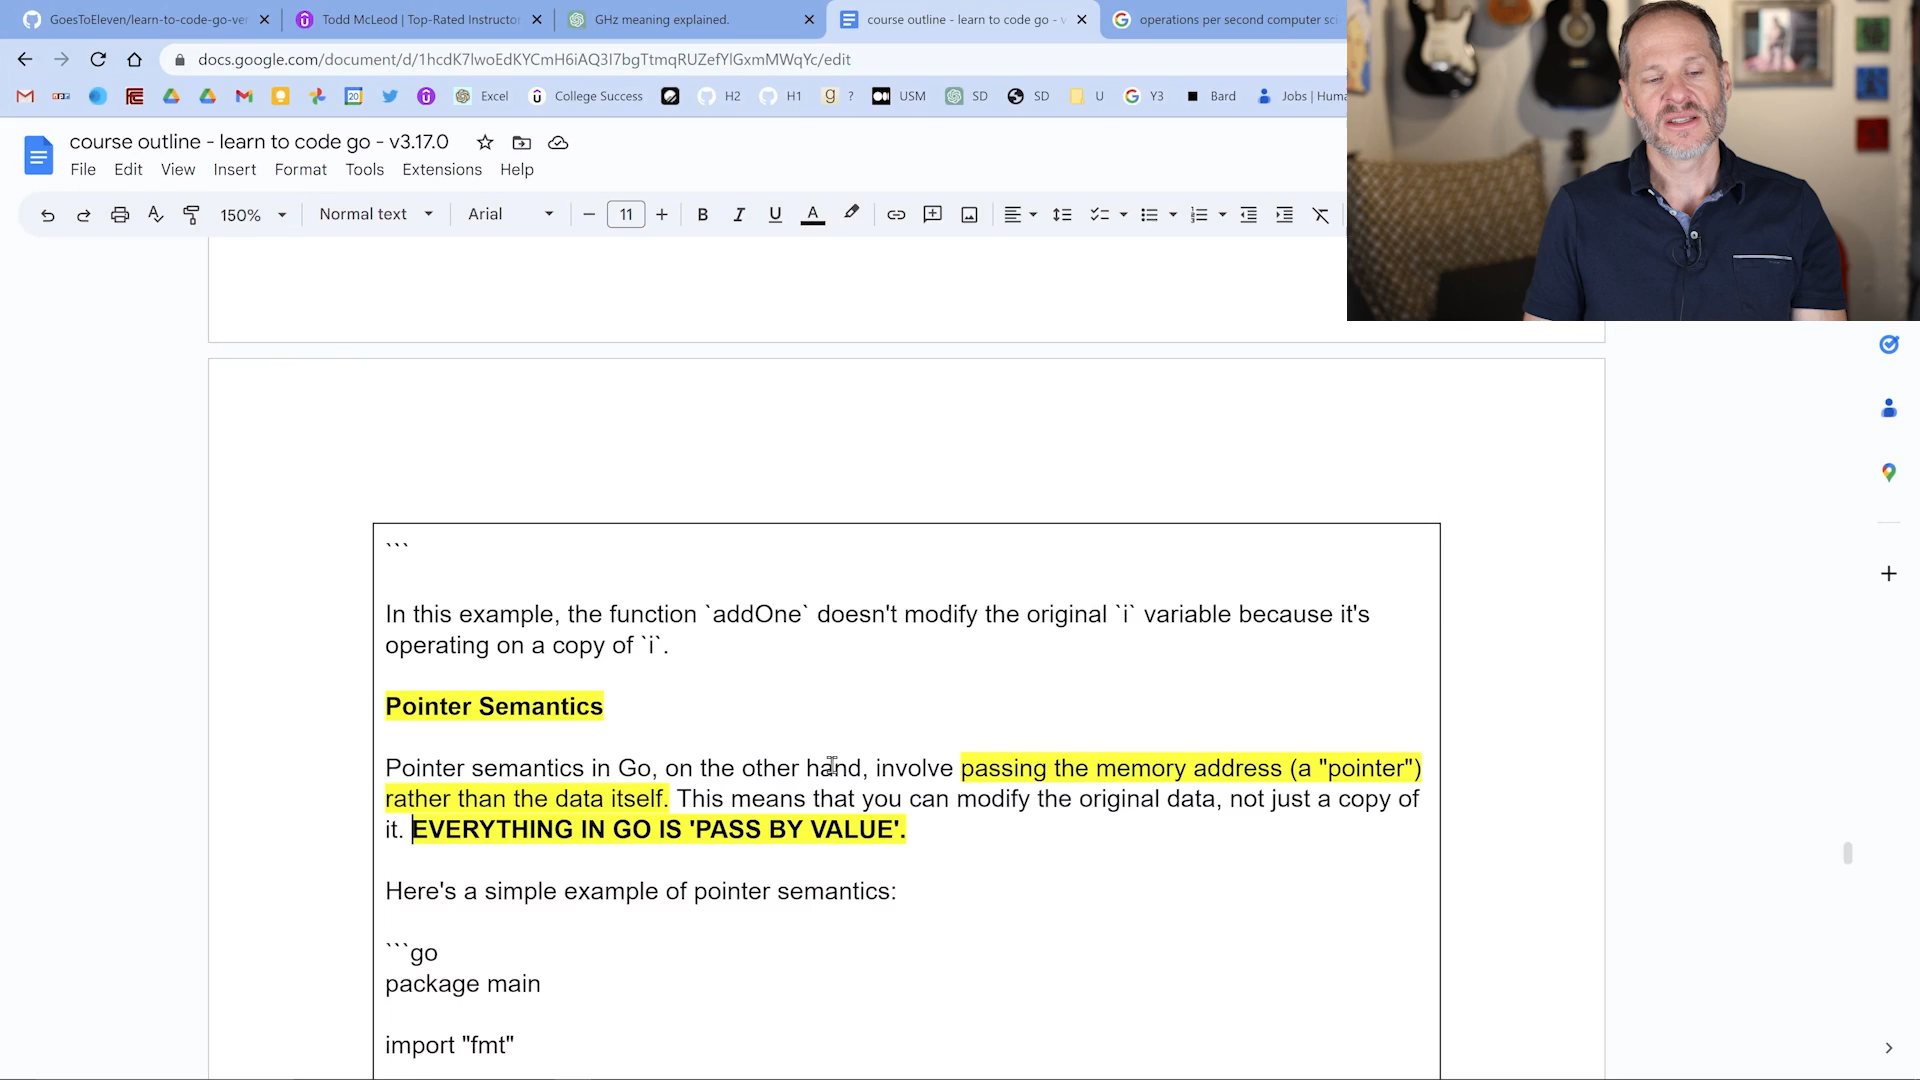 GoesToEleven/learn-to-code-go-ver
Todd McLeod | Top-Rated Instructor
GHz meaning explained.
course outline - learn to code go - v
operations per second computer sci
docs.google.com/document/d/1hcdK7lwoEdKYCmH6iAQ3I7bgTtmqRUZefYlGxmMWqYc/edit
Excel
College Success
H2
H1
?
USM
SD
SD
U
Y3
Bard
Jobs | Huma
course outline - learn to code go - v3.17.0
File Edit View Insert Format Tools Extensions Help
150% Normal text Arial 11
```
In this example, the function `addOne` doesn't modify the original `i` variable because it's
operating on a copy of `i`.
Pointer Semantics
Pointer semantics in Go, on the other hand, involve passing the memory address (a "pointer")
rather than the data itself. This means that you can modify the original data, not just a copy of
it. EVERYTHING IN GO IS 'PASS BY VALUE'.
Here's a simple example of pointer semantics:
```go
package main
import "fmt"